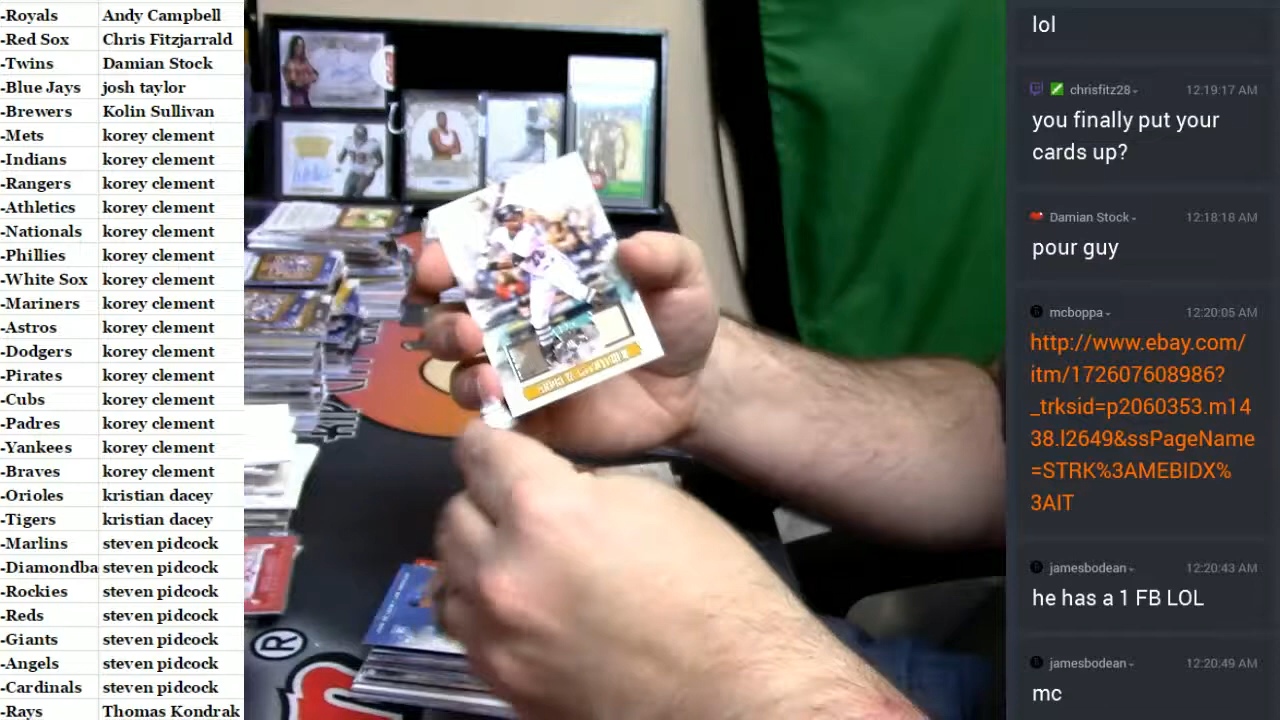 -Royals Andy Campbell
-Red Sox Chris Fitzjarrald
-Twins Damian Stock
-Blue Jays josh taylor
-Brewers Kolin Sullivan
-Mets korey clement
-Indians korey clement
-Rangers korey clement
-Athletics korey clement
-Nationals korey clement
-Phillies korey clement
-White Sox korey clement
-Mariners korey clement
-Astros korey clement
-Dodgers korey clement
-Pirates korey clement
-Cubs korey clement
-Padres korey clement
-Yankees korey clement
-Braves korey clement
-Orioles kristian dacey
-Tigers kristian dacey
-Marlins steven pidcock
-Diamondba steven pidcock
-Rockies steven pidcock
-Reds steven pidcock
-Giants steven pidcock
-Angels steven pidcock
-Cardinals steven pidcock
-Rays Thomas Kondrak
®
lol
chrisfitz28 12:19:17 AM
you finally put your
cards up?
Damian Stock 12:18:18 AM
pour guy
mcboppa 12:20:05 AM
http://www.ebay.com/
itm/172607608986?
_trksid=p2060353.m14
38.l2649&ssPageName
=STRK%3AMEBIDX%
3AIT
jamesbodean 12:20:43 AM
he has a 1 FB LOL
jamesbodean 12:20:49 AM
mc